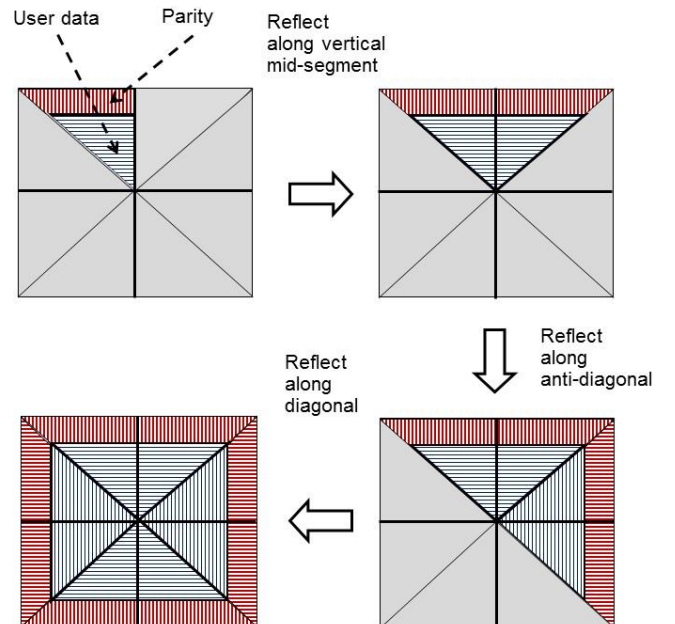 User data
Parity
Reflect
along vertical
mid-segment
Reflect
along
anti-diagonal
Reflect
along
diagonal